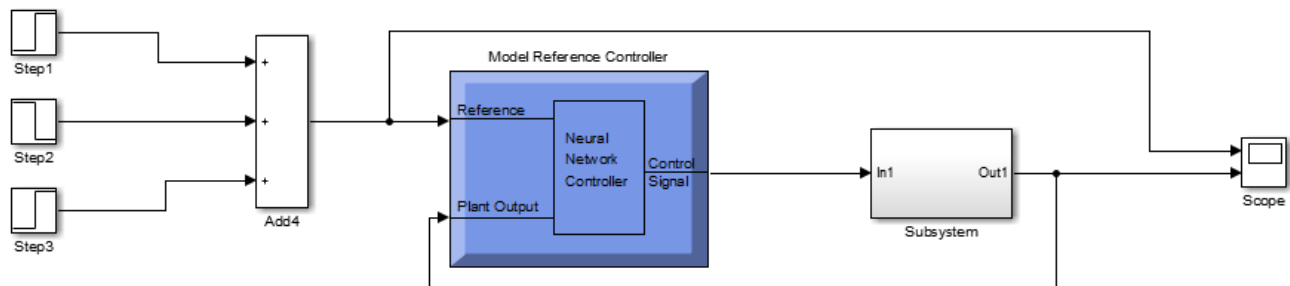 Step1
Step2
Step3
+
+
+
Add4
Model Reference Controller
Reference
Plant Output
Neural
Network
Controller
Control
Signal
In1
Out1
Subsystem
Scope